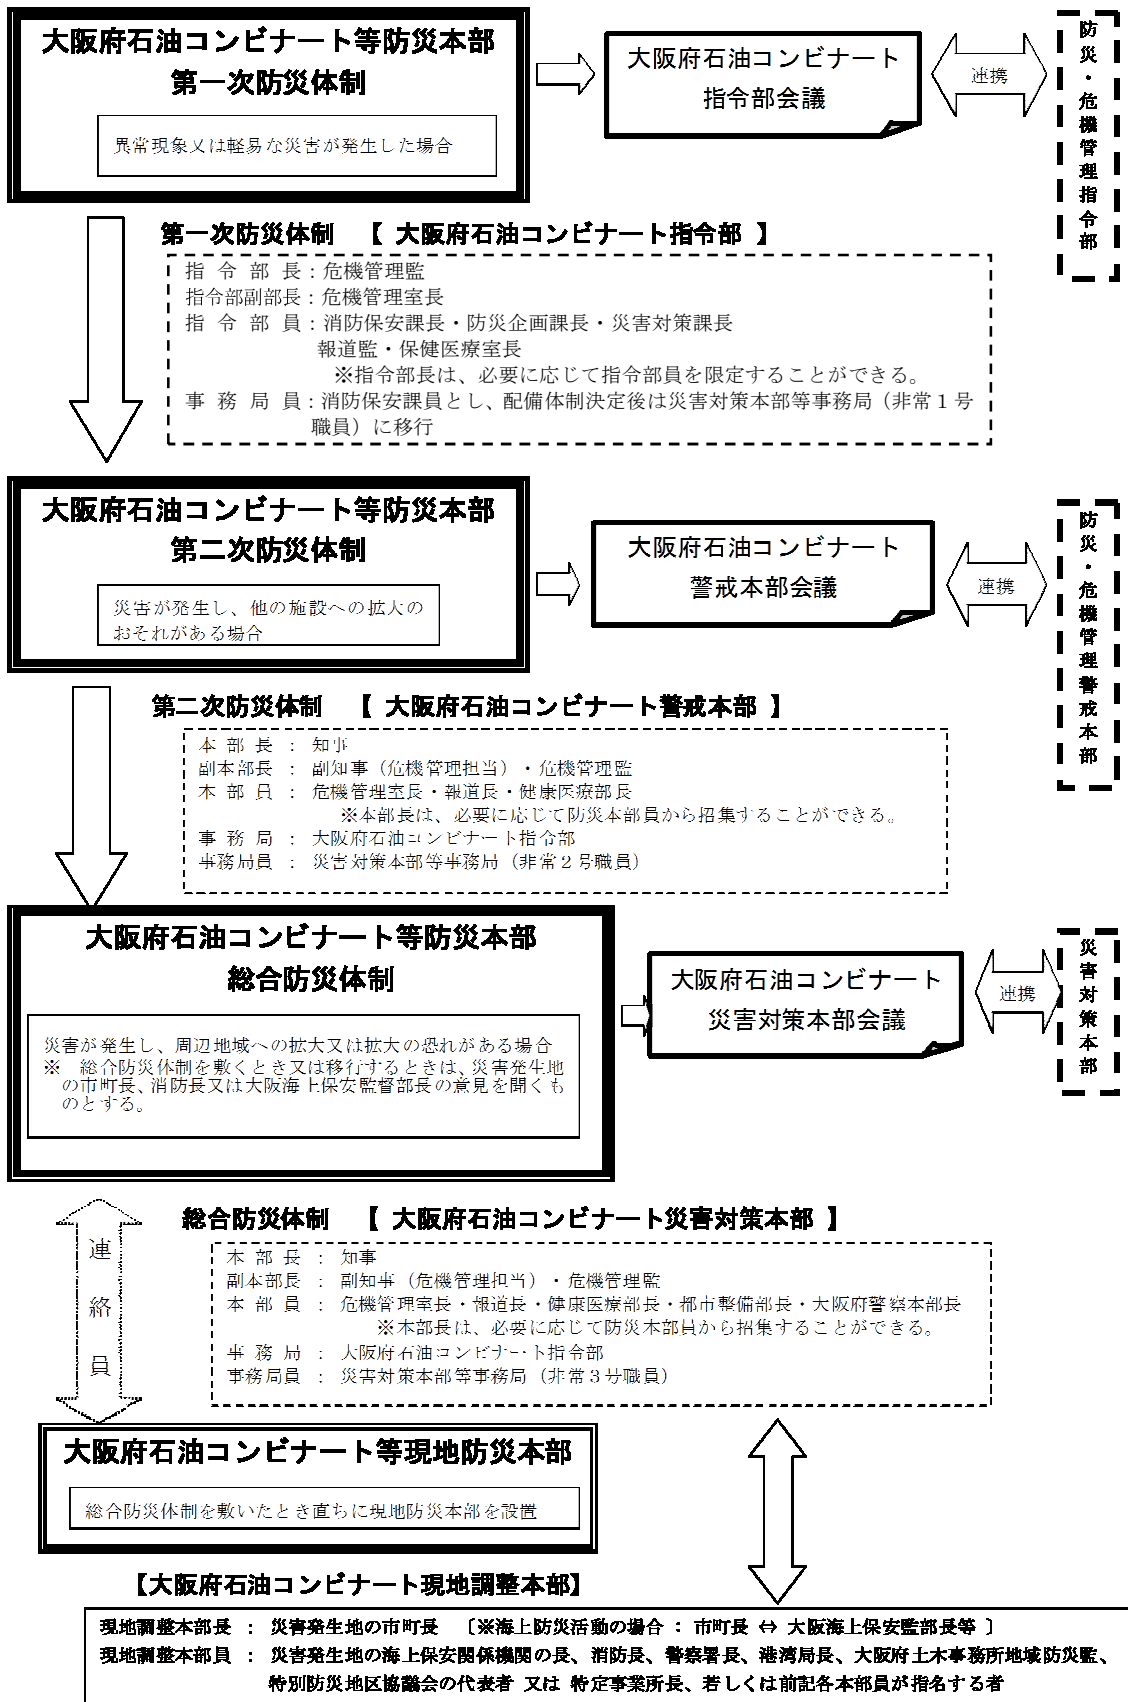 大阪府石油コンビナート等防災本部
第一次防災体制
異常現象又は軽易な災害が発生した場合
大阪府石油コンビナート
指令部会議
連携
防災・危機管理指令部
第一次防災体制 【 大阪府石油コンビナート指令部 】
指 令 部 長：危機管理監
指令部副部長：危機管理室長
指 令 部 員：消防保安課長・防災企画課長・災害対策課長
報道監・保健医療室長
※指令部長は、必要に応じて指令部員を限定することができる。
事 務 局 員：消防保安課員とし、配備体制決定後は災害対策本部等事務局（非常１号
職員）に移行
大阪府石油コンビナート等防災本部
第二次防災体制
災害が発生し、他の施設への拡大の
おそれがある場合
大阪府石油コンビナート
警戒本部会議
連携
防災・危機管理警戒本部
第二次防災体制 【 大阪府石油コンビナート警戒本部 】
本 部 長 ： 知事
副本部長 ： 副知事（危機管理担当）・危機管理監
本 部 員 ： 危機管理室長・報道長・健康医療部長
※本部長は、必要に応じて防災本部員から招集することができる。
事 務 局 ： 大阪府石油コンビナート指令部
事務局員 ： 災害対策本部等事務局（非常２号職員）
大阪府石油コンビナート等防災本部
総合防災体制
災害が発生し、周辺地域への拡大又は拡大の恐れがある場合
※ 総合防災体制を敷くとき又は移行するときは、災害発生地
の市町長、消防長又は大阪海上保安監督部長の意見を聞くも
のとする。
大阪府石油コンビナート
災害対策本部会議
連携
災害対策本部
総合防災体制 【 大阪府石油コンビナート災害対策本部 】
本 部 長 ： 知事
副本部長 ： 副知事（危機管理担当）・危機管理監
本 部 員 ： 危機管理室長・報道長・健康医療部長・都市整備部長・大阪府警察本部長
※本部長は、必要に応じて防災本部員から招集することができる。
事 務 局 ： 大阪府石油コンビナート指令部
事務局員 ： 災害対策本部等事務局（非常３号職員）
連絡員
大阪府石油コンビナート等現地防災本部
総合防災体制を敷いたとき直ちに現地防災本部を設置
【大阪府石油コンビナート現地調整本部】
現地調整本部長 ： 災害発生地の市町長 〔※海上防災活動の場合 ： 市町長 ⇔ 大阪海上保安監部長等 〕
現地調整本部員 ： 災害発生地の海上保安関係機関の長、消防長、警察署長、港湾局長、大阪府土木事務所地域防災監、
特別防災地区協議会の代表者 又は 特定事業所長、若しくは前記各本部員が指名する者